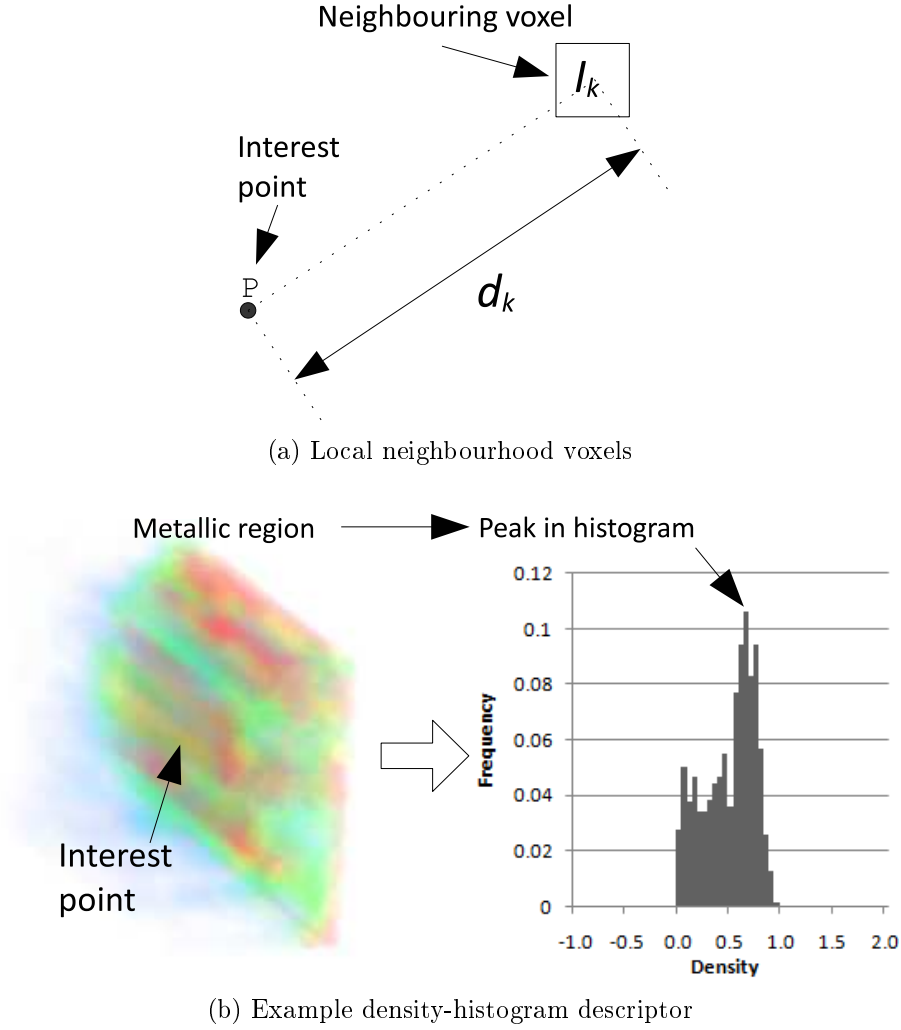 Neighbouring voxel
Iₖ
Interest
point
P
dₖ
(a) Local neighbourhood voxels
Metallic region
Peak in histogram
0.12
0.1
0.08
0.06
0.04
0.02
0
Frequency
-1.0 -0.5 0.0 0.5 1.0 1.5 2.0
Density
Interest
point
(b) Example density-histogram descriptor